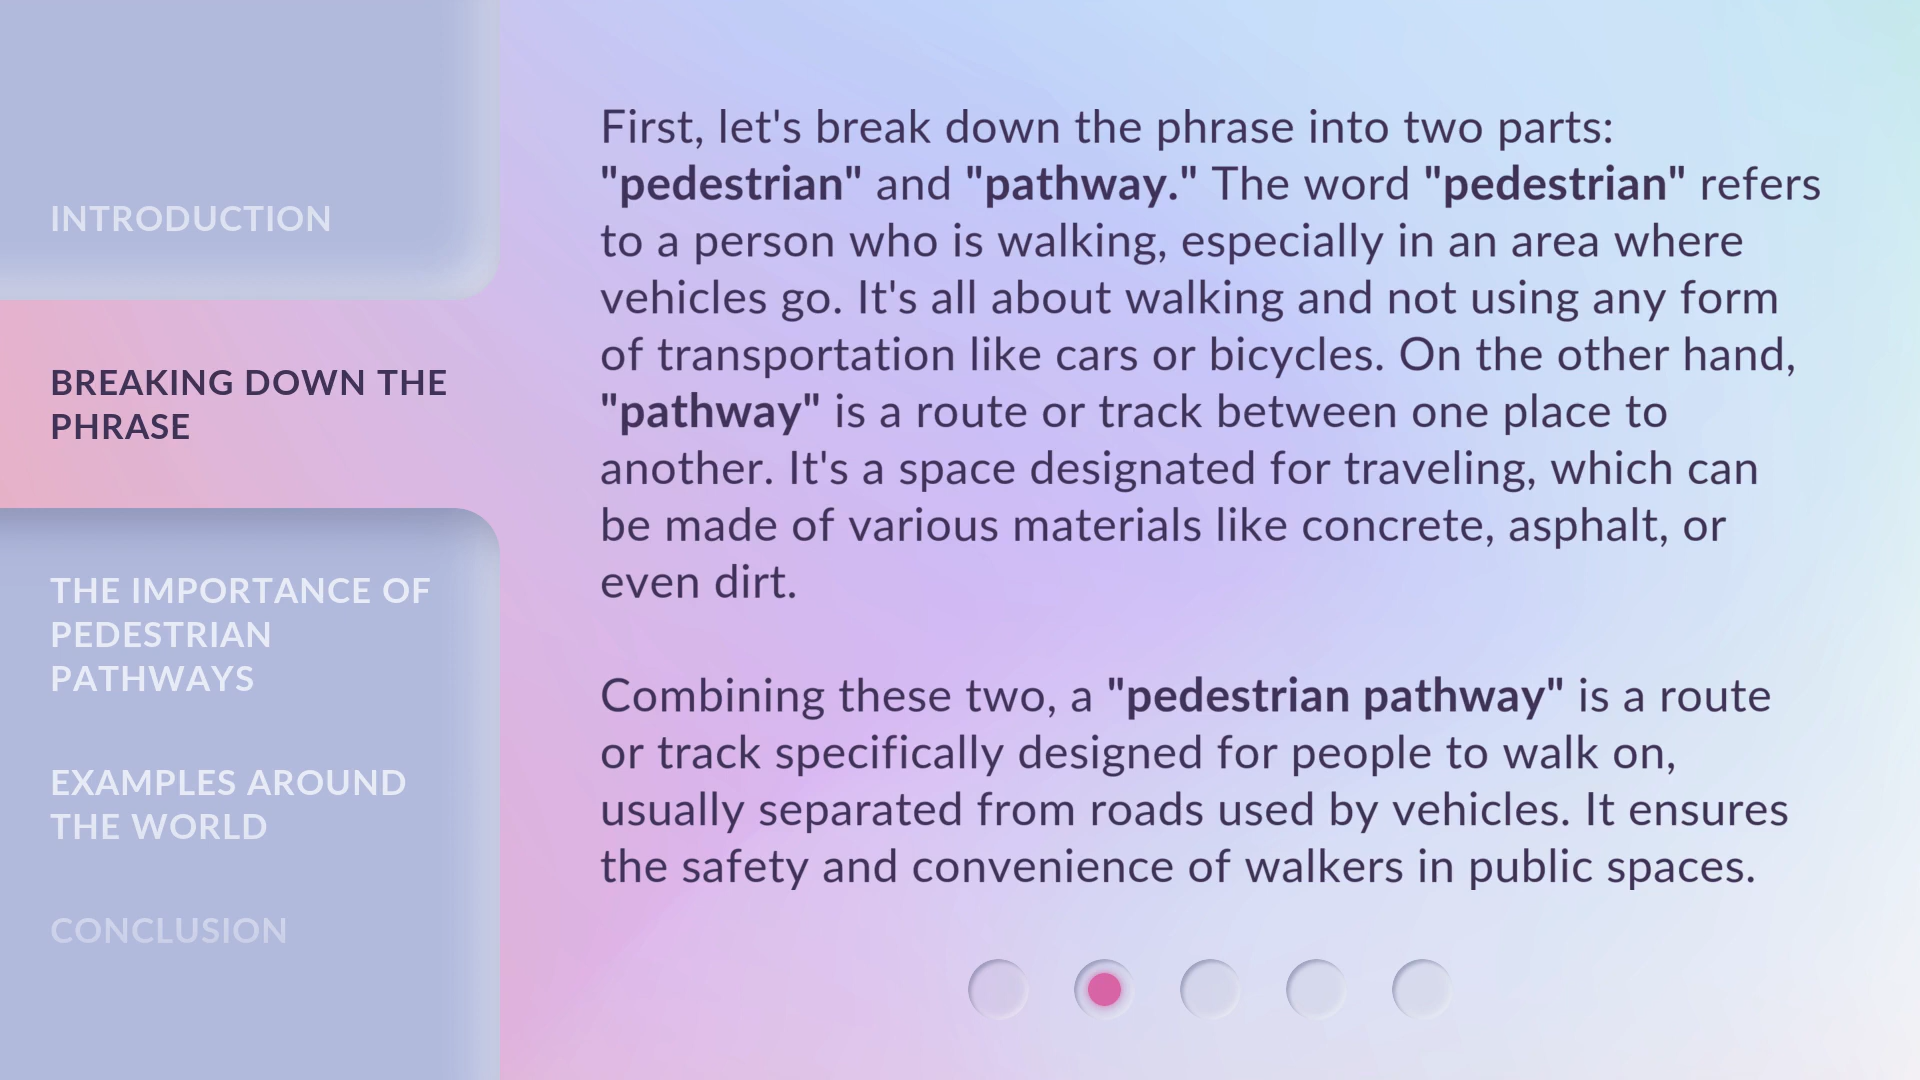 INTRODUCTION
BREAKING DOWN THE
PHRASE
THE IMPORTANCE OF
PEDESTRIAN
PATHWAYS
EXAMPLES AROUND
THE WORLD
CONCLUSION
First, let's break down the phrase into two parts:
"pedestrian" and "pathway." The word "pedestrian" refers
to a person who is walking, especially in an area where
vehicles go. It's all about walking and not using any form
of transportation like cars or bicycles. On the other hand,
"pathway" is a route or track between one place to
another. It's a space designated for traveling, which can
be made of various materials like concrete, asphalt, or
even dirt.
Combining these two, a "pedestrian pathway" is a route
or track specifically designed for people to walk on,
usually separated from roads used by vehicles. It ensures
the safety and convenience of walkers in public spaces.